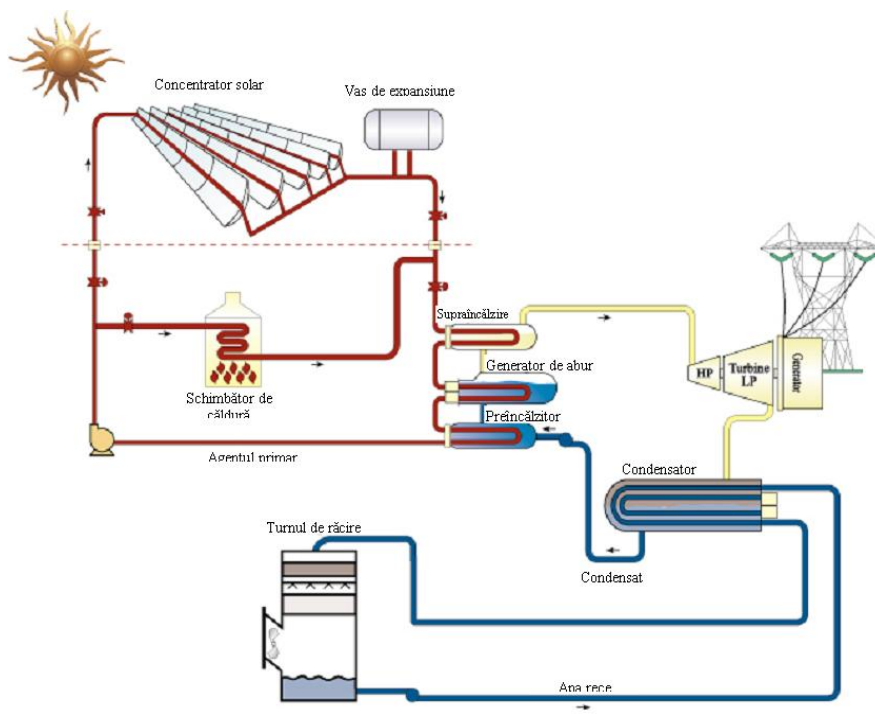 Concentrator solar
Vas de expansiune
Supraîncălzire
Generator de abur
HP
Turbine
LP
Generator
Schimbător de
căldură
Preîncălzitor
Agentul primar
Condensator
Turnul de răcire
Condensat
Apa rece